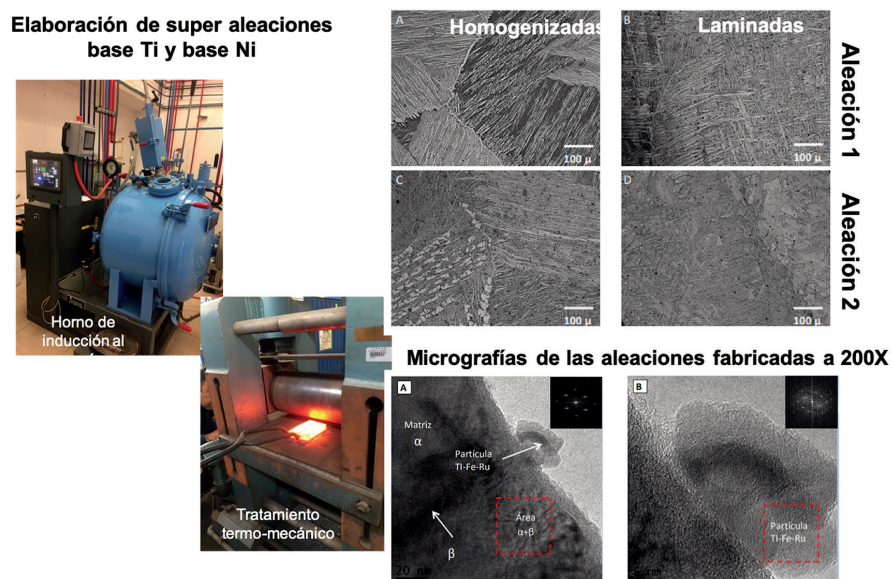 Elaboración de super aleaciones
base Ti y base Ni
Horno de
inducción al
Tratamiento
termo-mecánico
A
Homogenizadas
100 µ
B
Laminadas
100 µ
Aleación 1
C
100 µ
D
100 µ
Aleación 2
Micrografías de las aleaciones fabricadas a 200X
A
Matriz
α
Partícula
TI-Fe-Ru
Área
α+β
β
20 nm
B
Partícula
TI-Fe-Ru